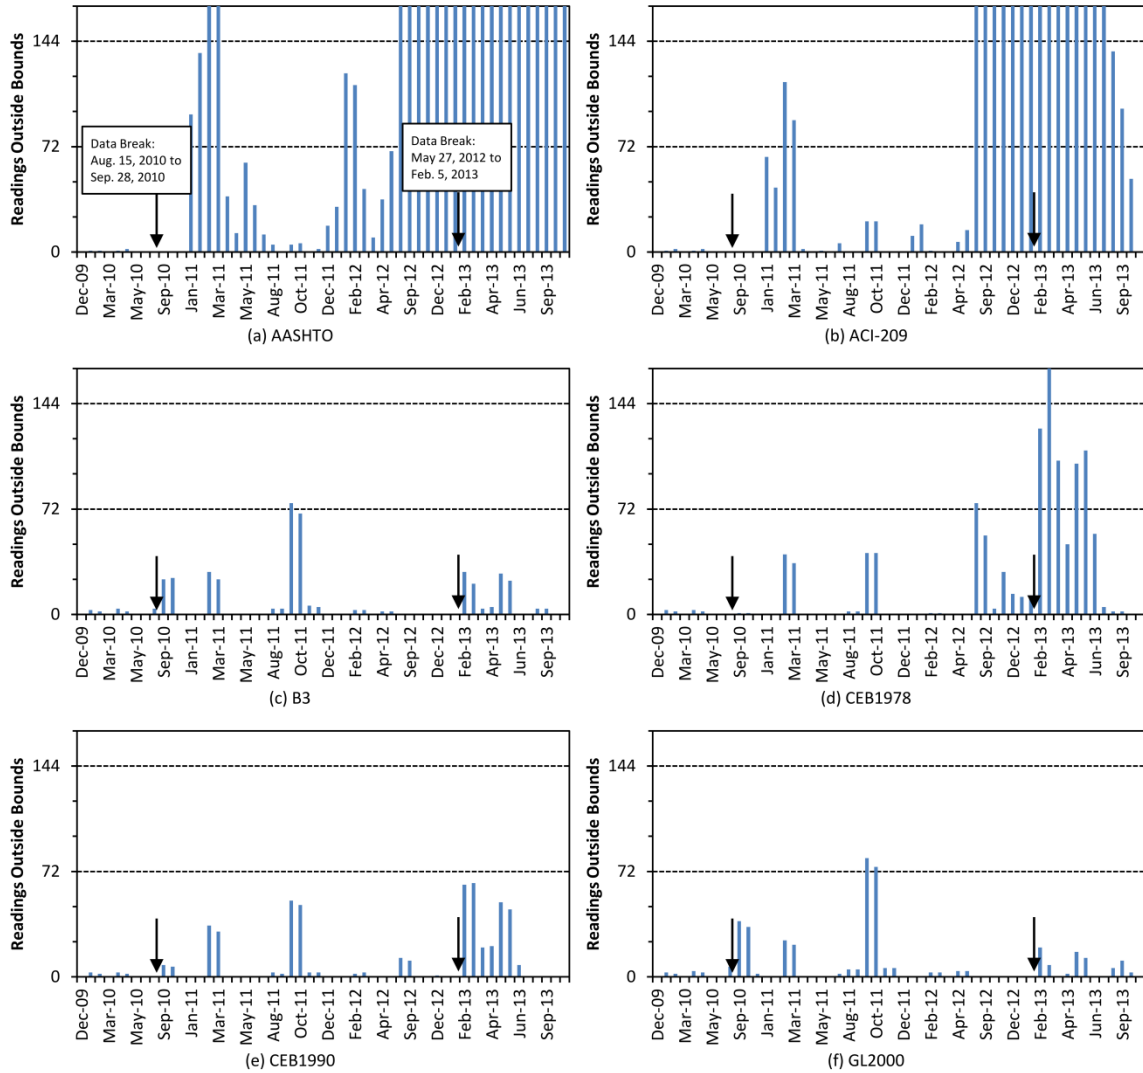 Readings Outside Bounds
144
72
0
Data Break:
Aug. 15, 2010 to
Sep. 28, 2010
Data Break:
May 27, 2012 to
Feb. 5, 2013
Dec-09 Mar-10 May-10 Sep-10 Jan-11 Mar-11 May-11 Aug-11 Oct-11 Dec-11 Feb-12 Apr-12 Sep-12 Dec-12 Feb-13 Apr-13 Jun-13 Sep-13
(a) AASHTO
Readings Outside Bounds
144
72
0
Dec-09 Mar-10 May-10 Sep-10 Jan-11 Mar-11 May-11 Aug-11 Oct-11 Dec-11 Feb-12 Apr-12 Sep-12 Dec-12 Feb-13 Apr-13 Jun-13 Sep-13
(b) ACI-209
Readings Outside Bounds
144
72
0
Dec-09 Mar-10 May-10 Sep-10 Jan-11 Mar-11 May-11 Aug-11 Oct-11 Dec-11 Feb-12 Apr-12 Sep-12 Dec-12 Feb-13 Apr-13 Jun-13 Sep-13
(c) B3
Readings Outside Bounds
144
72
0
Dec-09 Mar-10 May-10 Sep-10 Jan-11 Mar-11 May-11 Aug-11 Oct-11 Dec-11 Feb-12 Apr-12 Sep-12 Dec-12 Feb-13 Apr-13 Jun-13 Sep-13
(d) CEB1978
Readings Outside Bounds
144
72
0
Dec-09 Mar-10 May-10 Sep-10 Jan-11 Mar-11 May-11 Aug-11 Oct-11 Dec-11 Feb-12 Apr-12 Sep-12 Dec-12 Feb-13 Apr-13 Jun-13 Sep-13
(e) CEB1990
Readings Outside Bounds
144
72
0
Dec-09 Mar-10 May-10 Sep-10 Jan-11 Mar-11 May-11 Aug-11 Oct-11 Dec-11 Feb-12 Apr-12 Sep-12 Dec-12 Feb-13 Apr-13 Jun-13 Sep-13
(f) GL2000